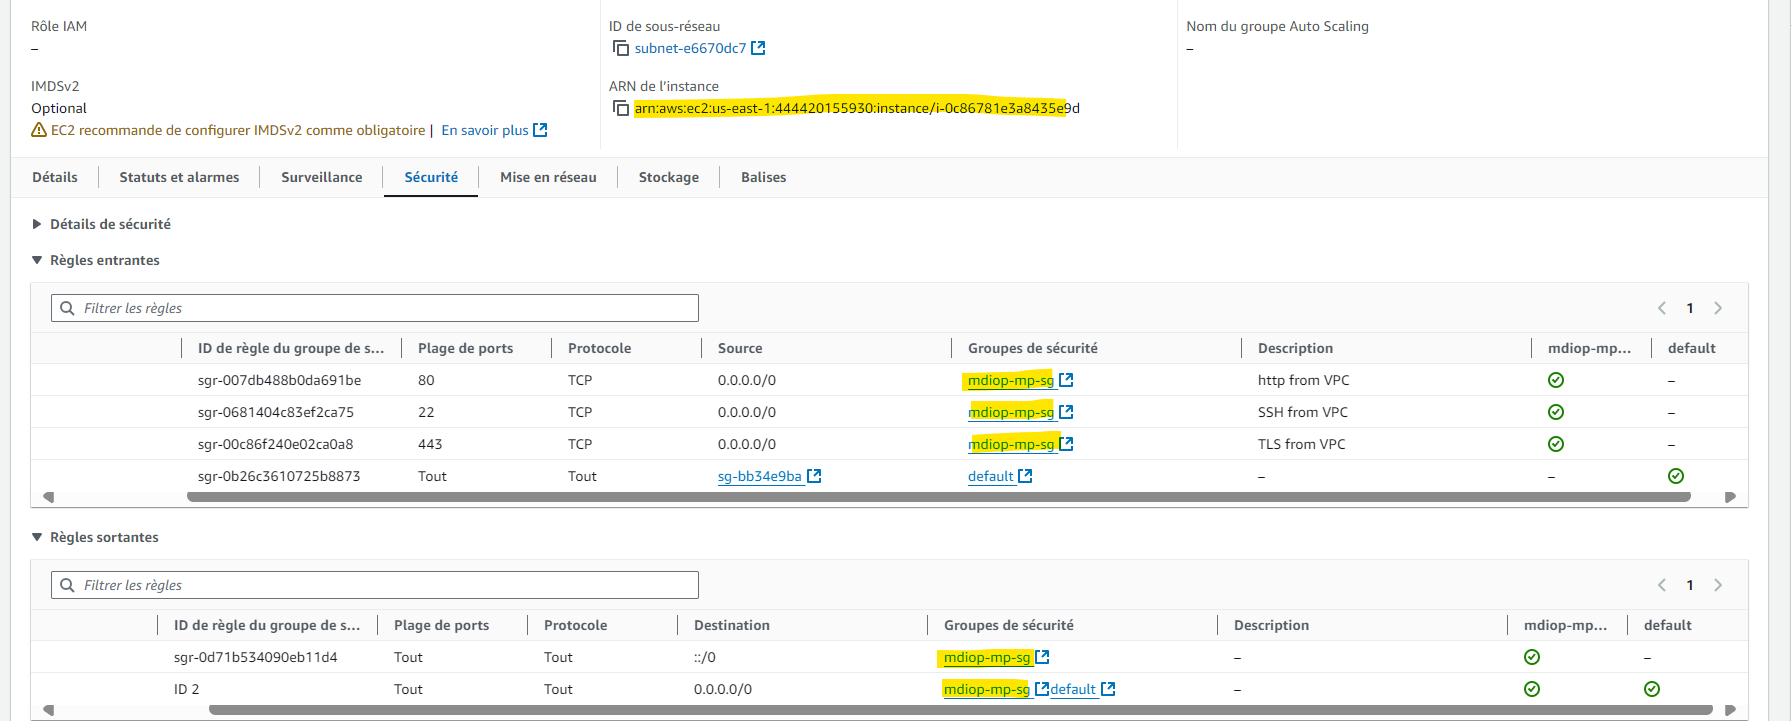 Rôle IAM
–
ID de sous-réseau
subnet-e6670dc7
Nom du groupe Auto Scaling
–
IMDSv2
Optional
EC2 recommande de configurer IMDSv2 comme obligatoire | En savoir plus
ARN de l’instance
arn:aws:ec2:us-east-1:444420155930:instance/i-0c86781e3a8435e9d
Détails Statuts et alarmes Surveillance Sécurité Mise en réseau Stockage Balises
Détails de sécurité
Règles entrantes
Filtrer les règles
1
ID de règle du groupe de s... Plage de ports Protocole Source Groupes de sécurité Description mdiop-mp... default
sgr-007db488b0da691be 80 TCP 0.0.0.0/0 mdiop-mp-sg http from VPC –
sgr-0681404c83ef2ca75 22 TCP 0.0.0.0/0 mdiop-mp-sg SSH from VPC –
sgr-00c86f240e02ca0a8 443 TCP 0.0.0.0/0 mdiop-mp-sg TLS from VPC –
sgr-0b26c3610725b8873 Tout Tout sg-bb34e9ba default – –
Règles sortantes
Filtrer les règles
1
ID de règle du groupe de s... Plage de ports Protocole Destination Groupes de sécurité Description mdiop-mp... default
sgr-0d71b534090eb11d4 Tout Tout ::/0 mdiop-mp-sg – –
ID 2 Tout Tout 0.0.0.0/0 mdiop-mp-sg default –